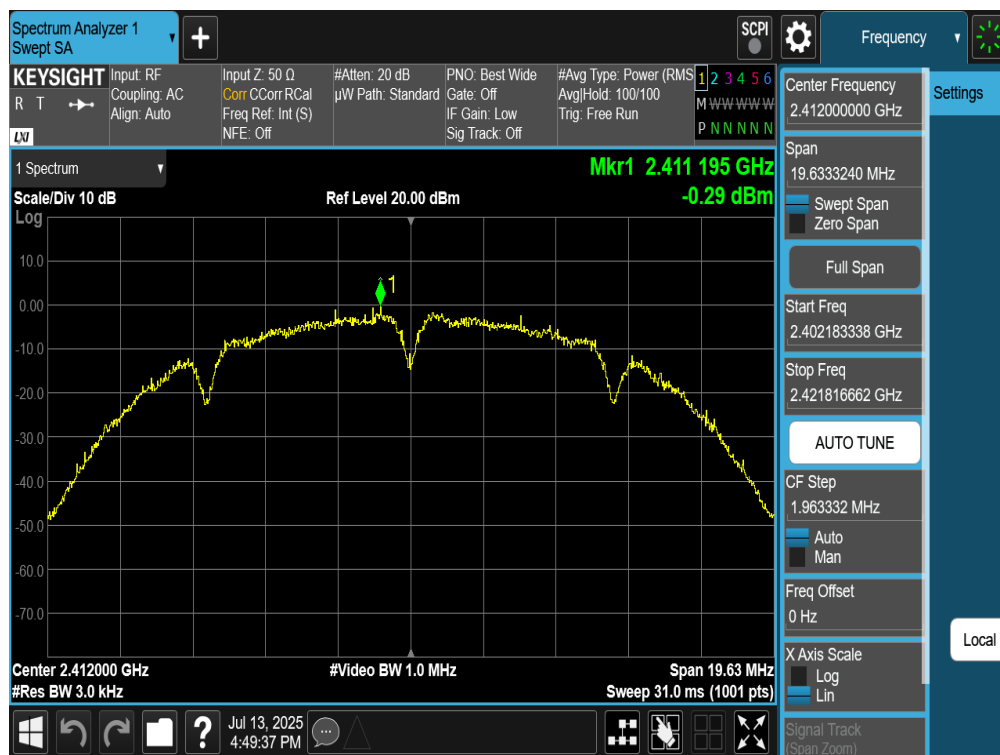 Spectrum Analyzer 1
Swept SA
+
SCPI
Frequency
KEYSIGHT
R T
LXI
Input: RF
Coupling: AC
Align: Auto
Input Z: 50 Ω
Corr CCorr RCal
Freq Ref: Int (S)
NFE: Off
#Atten: 20 dB
µW Path: Standard
PNO: Best Wide
Gate: Off
IF Gain: Low
Sig Track: Off
#Avg Type: Power (RMS
Avg|Hold: 100/100
Trig: Free Run
1 2 3 4 5 6
M W W W W W W
P N N N N N
1 Spectrum
Mkr1 2.411 195 GHz
-0.29 dBm
Scale/Div 10 dB
Ref Level 20.00 dBm
Log
10.0
0.00
-10.0
-20.0
-30.0
-40.0
-50.0
-60.0
-70.0
1
Center 2.412000 GHz
#Video BW 1.0 MHz
Span 19.63 MHz
#Res BW 3.0 kHz
Sweep 31.0 ms (1001 pts)
Jul 13, 2025
4:49:37 PM
?
Center Frequency
2.412000000 GHz
Span
19.6333240 MHz
Swept Span
Zero Span
Full Span
Start Freq
2.402183338 GHz
Stop Freq
2.421816662 GHz
AUTO TUNE
CF Step
1.963332 MHz
Auto
Man
Freq Offset
0 Hz
X Axis Scale
Log
Lin
Signal Track
(Span Zoom)
Settings
Local